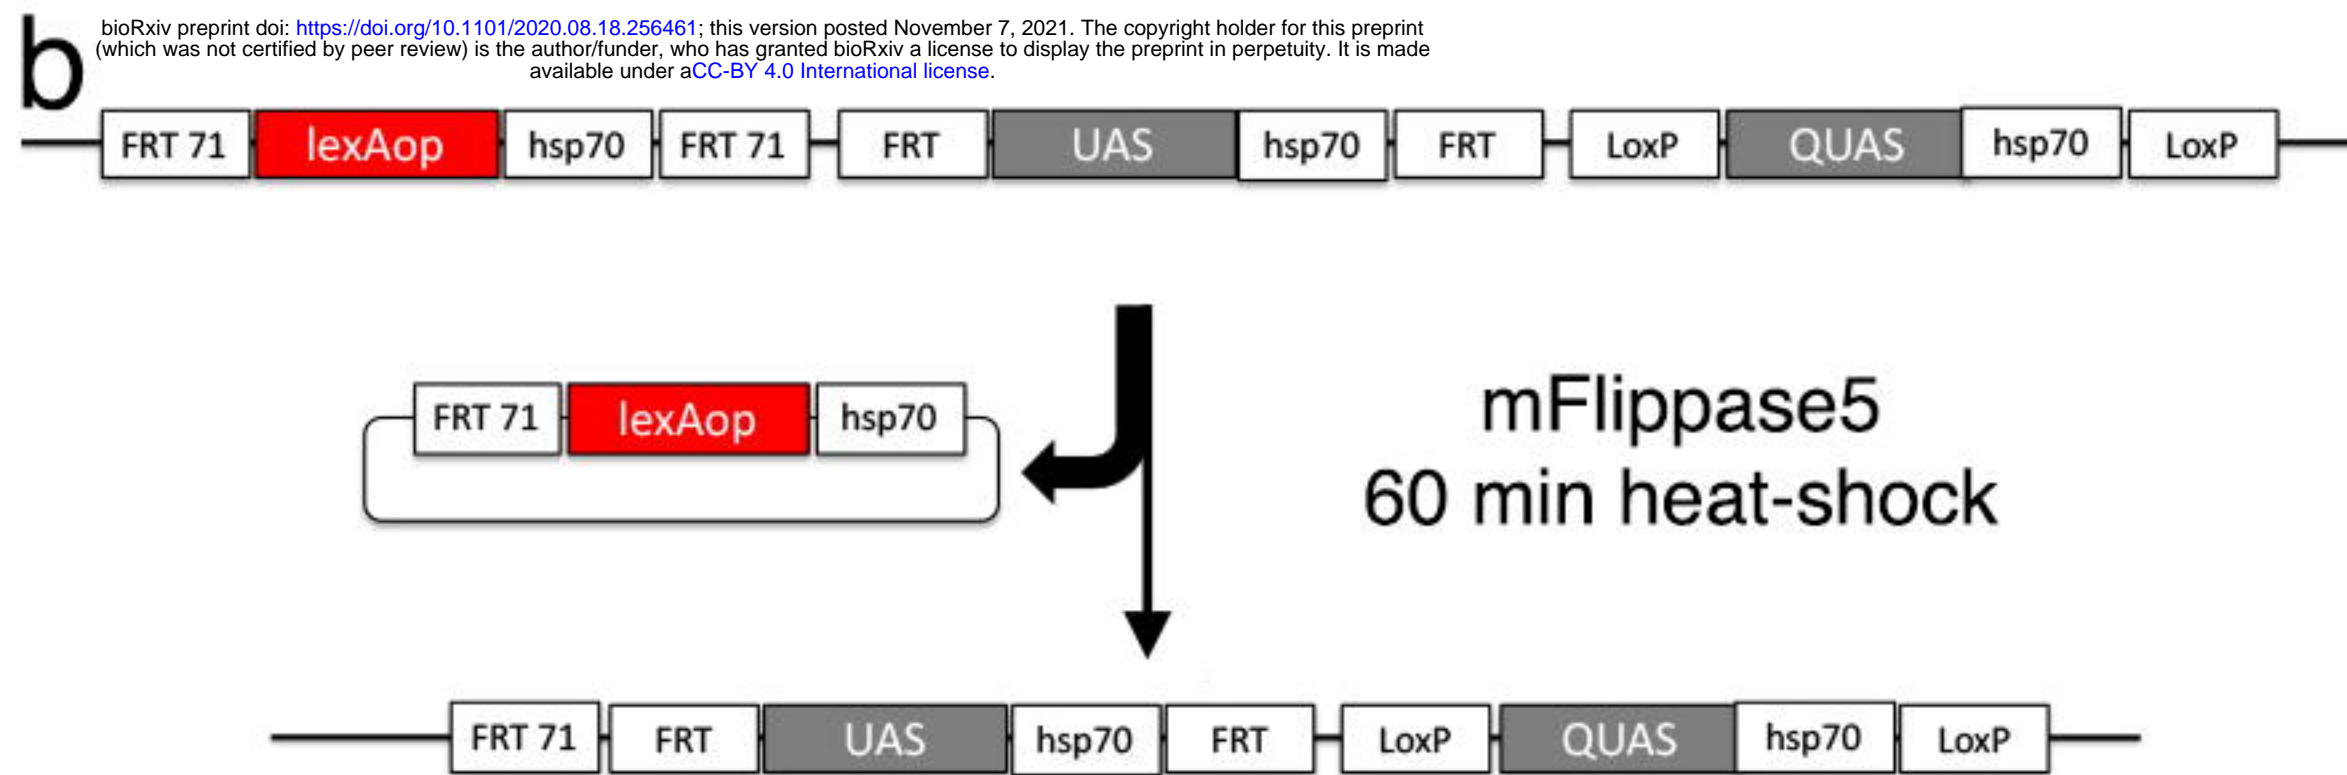 b
bioRxiv preprint doi: https://doi.org/10.1101/2020.08.18.256461; this version posted November 7, 2021. The copyright holder for this preprint
(which was not certified by peer review) is the author/funder, who has granted bioRxiv a license to display the preprint in perpetuity. It is made
available under aCC-BY 4.0 International license.
FRT 71 lexAop hsp70 FRT 71 FRT UAS hsp70 FRT LoxP QUAS hsp70 LoxP
FRT 71 lexAop hsp70
mFlippase5
60 min heat-shock
FRT 71 FRT UAS hsp70 FRT LoxP QUAS hsp70 LoxP